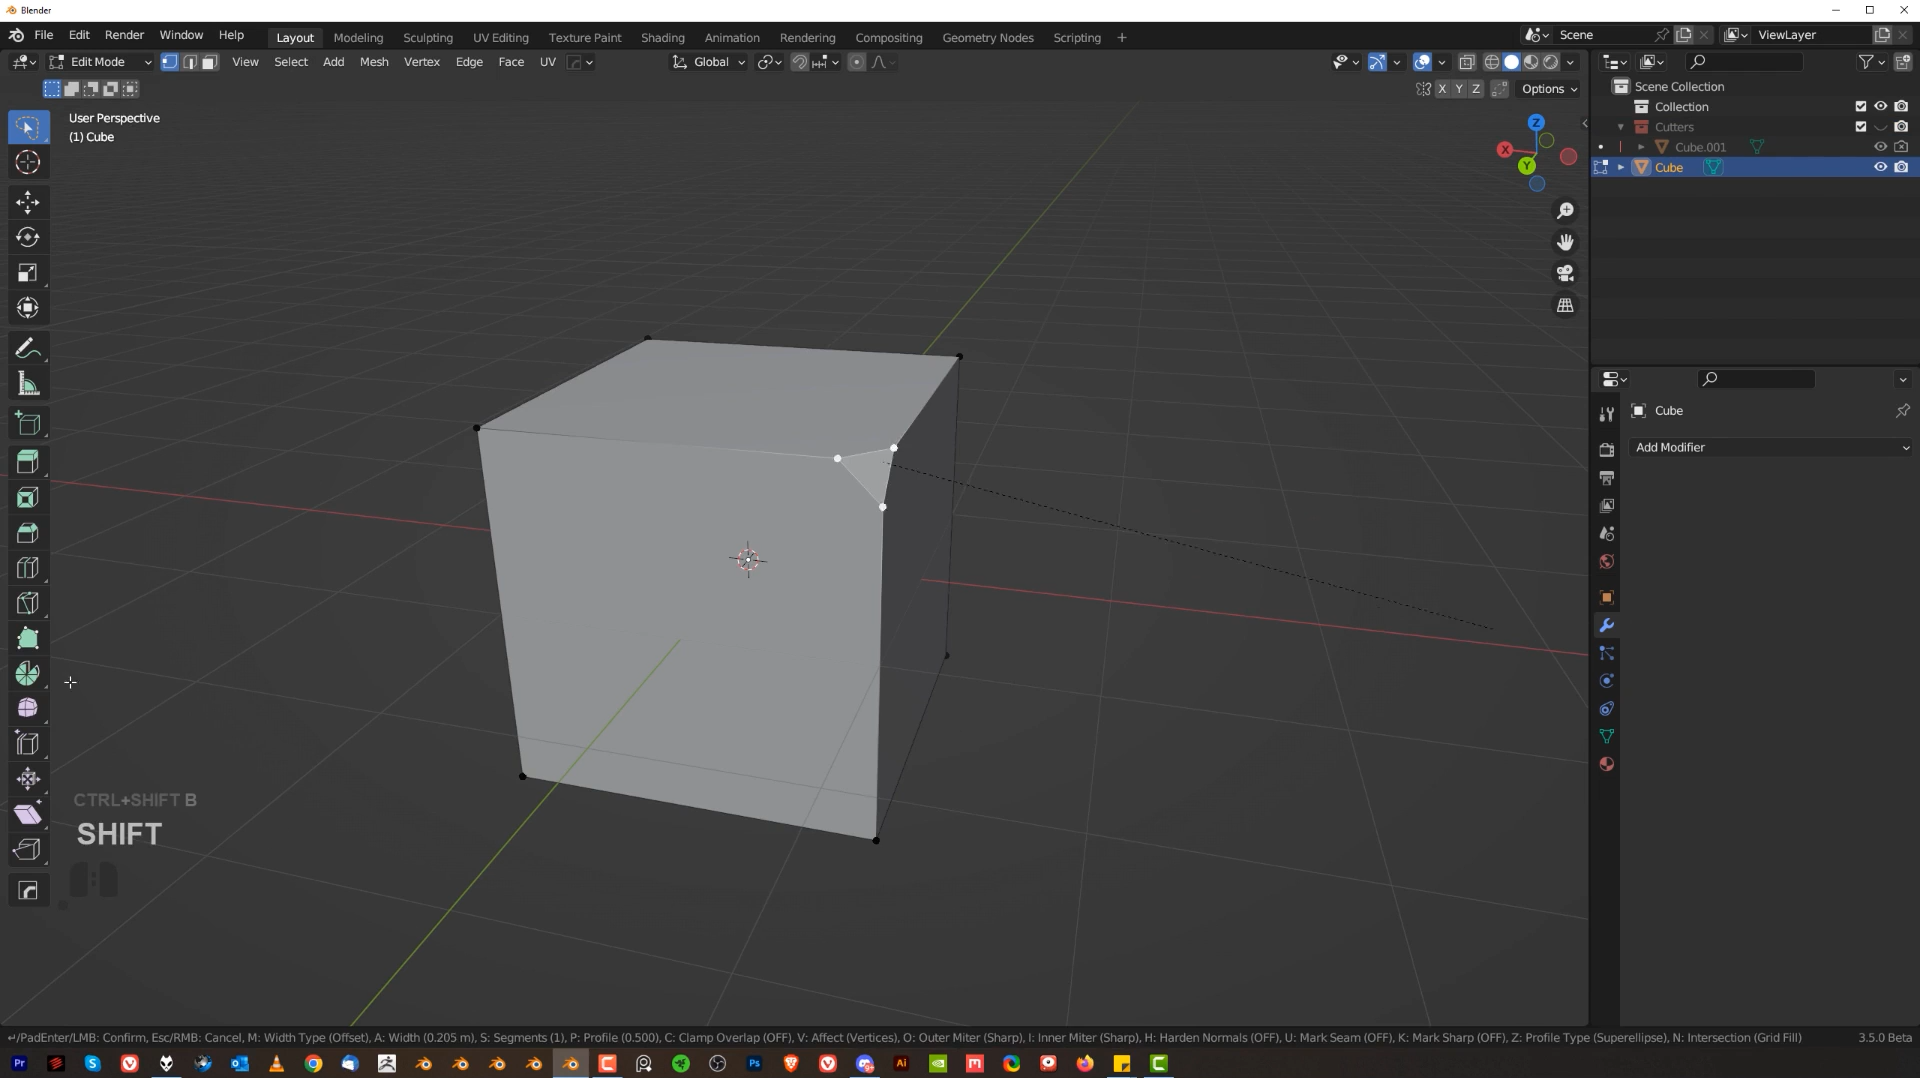 Blender
File Edit Render Window Help Layout Modeling Sculpting UV Editing Texture Paint Shading Animation Rendering Compositing Geometry Nodes Scripting + Scene ViewLayer
Edit Mode View Select Add Mesh Vertex Edge Face UV Global
X Y Z Options
User Perspective
(1) Cube
Z
X
Y
Scene Collection
Collection
Cutters
Cube.001
Cube
Cube
Add Modifier
CTRL+SHIFT B
SHIFT
↵/PadEnter/LMB: Confirm, Esc/RMB: Cancel, M: Width Type (Offset), A: Width (0.205 m), S: Segments (1), P: Profile (0.500), C: Clamp Overlap (OFF), V: Affect (Vertices), O: Outer Miter (Sharp), I: Inner Miter (Sharp), H: Harden Normals (OFF), U: Mark Seam (OFF), K: Mark Sharp (OFF), Z: Profile Type (Superellipse), N: Intersection (Grid Fill) 3.5.0 Beta
Pr S Ps Ai M C